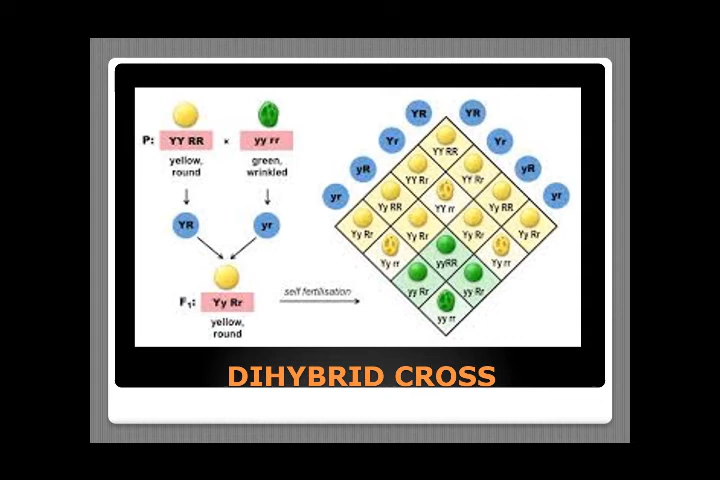 P: YY RR × yy rr
yellow, round
green, wrinkled
YR yr
F₁: Yy Rr
yellow, round
self fertilisation
YR YR
Yr Yr
yR yR
yr yr
YY RR
YY Rr YY Rr
Yy RR YY rr Yy RR
Yy Rr Yy Rr Yy Rr Yy Rr
Yy rr yyRR Yy rr
yy Rr yy Rr
yy rr
DIHYBRID CROSS